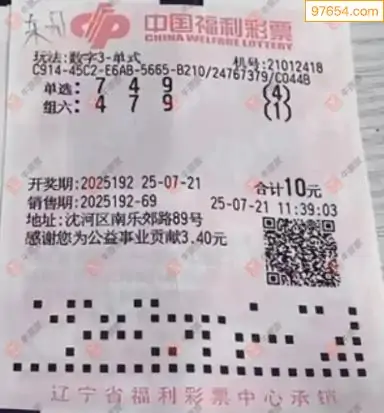 97654.com
中国福利彩票
CHINA WELFARE LOTTERY
玩法:数字3-单式 机号:21012418
C914-45C2-E6AB-5665-B210/24767379/C044B
单选: 7 4 9 (4)
组六: 4 7 9 (1)
开奖期:2025192 25-07-21 合计10元
销售期:2025192-69 25-07-21 11:39:03
地址:沈河区南乐郊路89号
感谢您为公益事业贡献3.40元
辽宁省福利彩票中心承销